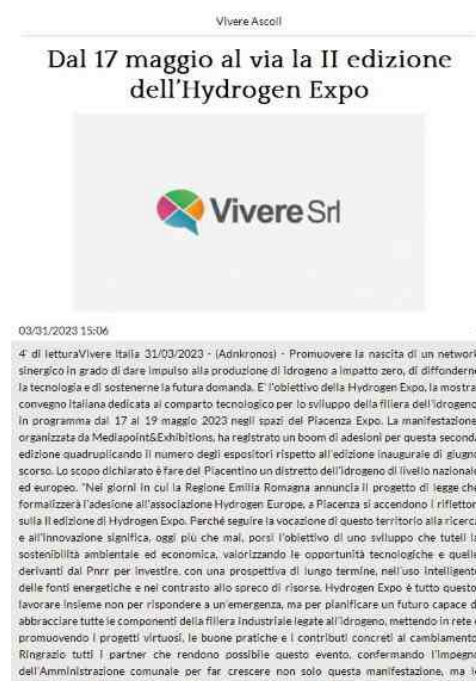 Vivere Ascoli
Dal 17 maggio al via la II edizione
dell'Hydrogen Expo
Vivere Srl
03/31/2023 15:06
4' di letturaVivere Italia 31/03/2023 - (Adnkronos) - Promuovere la nascita di un network
sinergico in grado di dare impulso alla produzione di idrogeno a impatto zero, di diffonderne
la tecnologia e di sostenerne la futura domanda. E' l'obiettivo della Hydrogen Expo, la mostra
convegno italiana dedicata al comparto tecnologico per lo sviluppo della filiera dell'idrogeno
in programma dal 17 al 19 maggio 2023 negli spazi del Piacenza Expo. La manifestazione,
organizzata da Mediapoint&Exhibitions, ha registrato un boom di adesioni per questa seconda
edizione quadruplicando il numero degli espositori rispetto all'edizione inaugurale di giugno
scorso. Lo scopo dichiarato è fare del Piacentino un distretto dell'idrogeno di livello nazionale
ed europeo. "Nei giorni in cui la Regione Emilia Romagna annuncia il progetto di legge che
formalizzerà l'adesione all'associazione Hydrogen Europe, a Piacenza si accendono i riflettori
sulla II edizione di Hydrogen Expo. Perché seguire la vocazione di questo territorio alla ricerca
e all'innovazione significa, oggi più che mai, porsi l'obiettivo di uno sviluppo che tuteli la
sostenibilità ambientale ed economica, valorizzando le opportunità tecnologiche e quelle
derivanti dal Pnrr per investire, con una prospettiva di lungo termine, nell'uso intelligente
delle fonti energetiche e nel contrasto allo spreco di risorse. Hydrogen Expo è tutto questo:
lavorare insieme non per rispondere a un'emergenza, ma per planificare un futuro capace di
abbracciare tutte le componenti della filiera industriale legate all'idrogeno, mettendo in rete e
promuovendo i progetti virtuosi, le buone pratiche e i contributi concreti al cambiamento.
Ringrazio tutti i partner che rendono possibile questo evento, confermando l'impegno
dell'Amministrazione comunale per far crescere non solo questa manifestazione, ma le